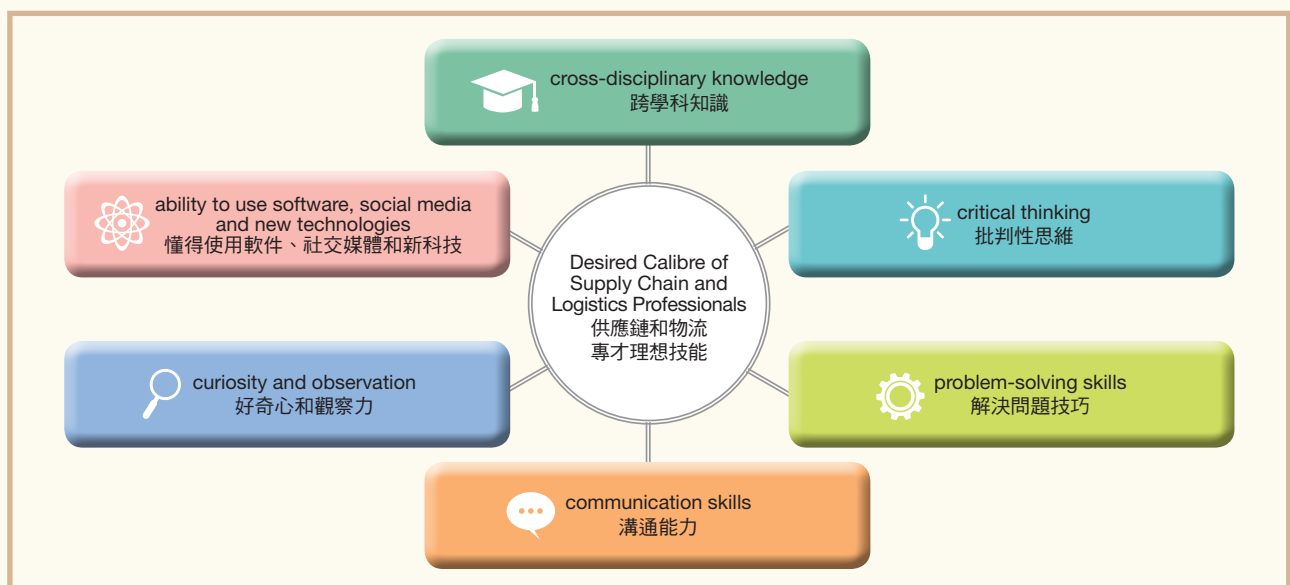 cross-disciplinary knowledge
跨學科知識
ability to use software, social media
and new technologies
懂得使用軟件、社交媒體和新科技
critical thinking
批判性思維
Desired Calibre of
Supply Chain and
Logistics Professionals
供應鏈和物流
專才理想技能
curiosity and observation
好奇心和觀察力
problem-solving skills
解決問題技巧
communication skills
溝通能力